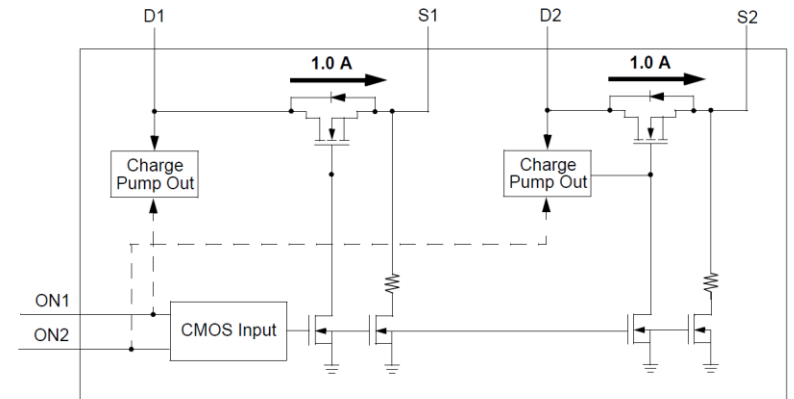 D1
S1
D2
S2
1.0 A
1.0 A
Charge
Pump Out
Charge
Pump Out
ON1
ON2
CMOS Input